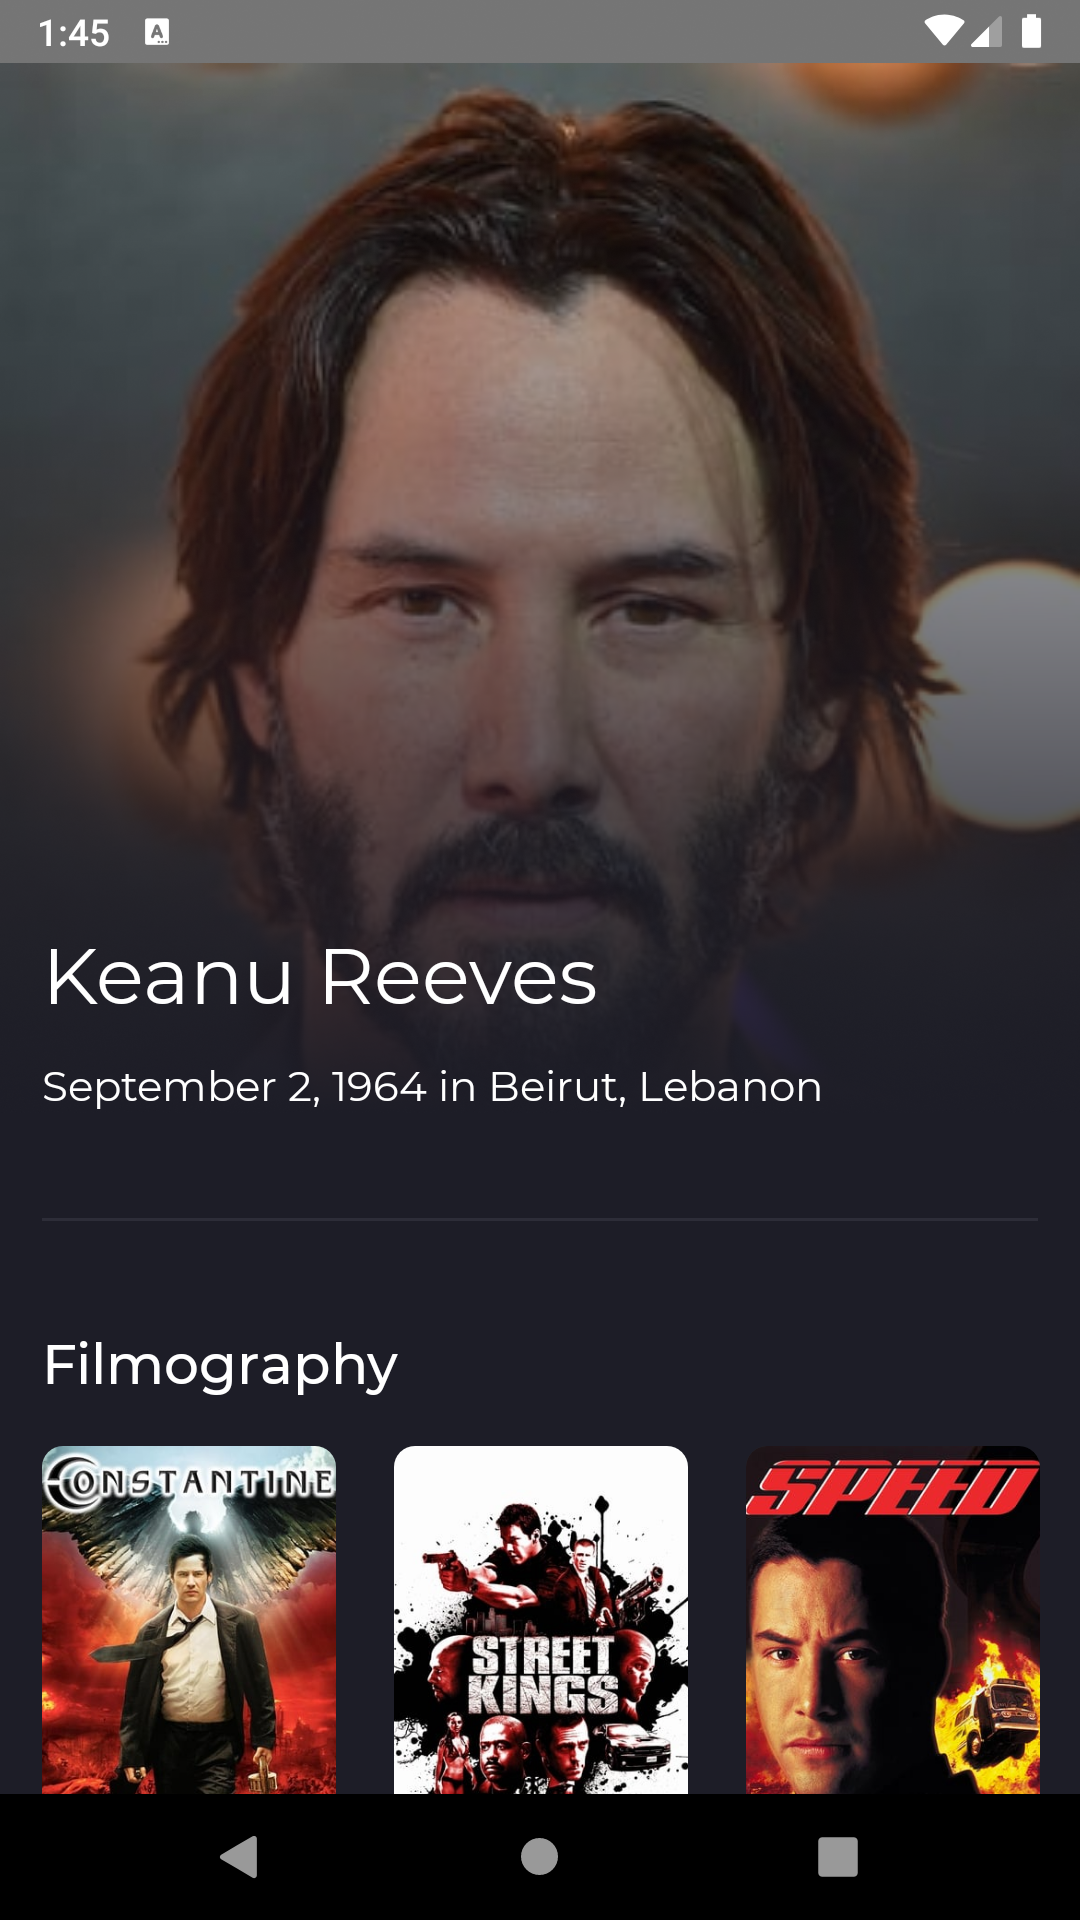 1:45
Keanu Reeves
September 2, 1964 in Beirut, Lebanon
Filmography
CONSTANTINE
STREET
KINGS
SPEED